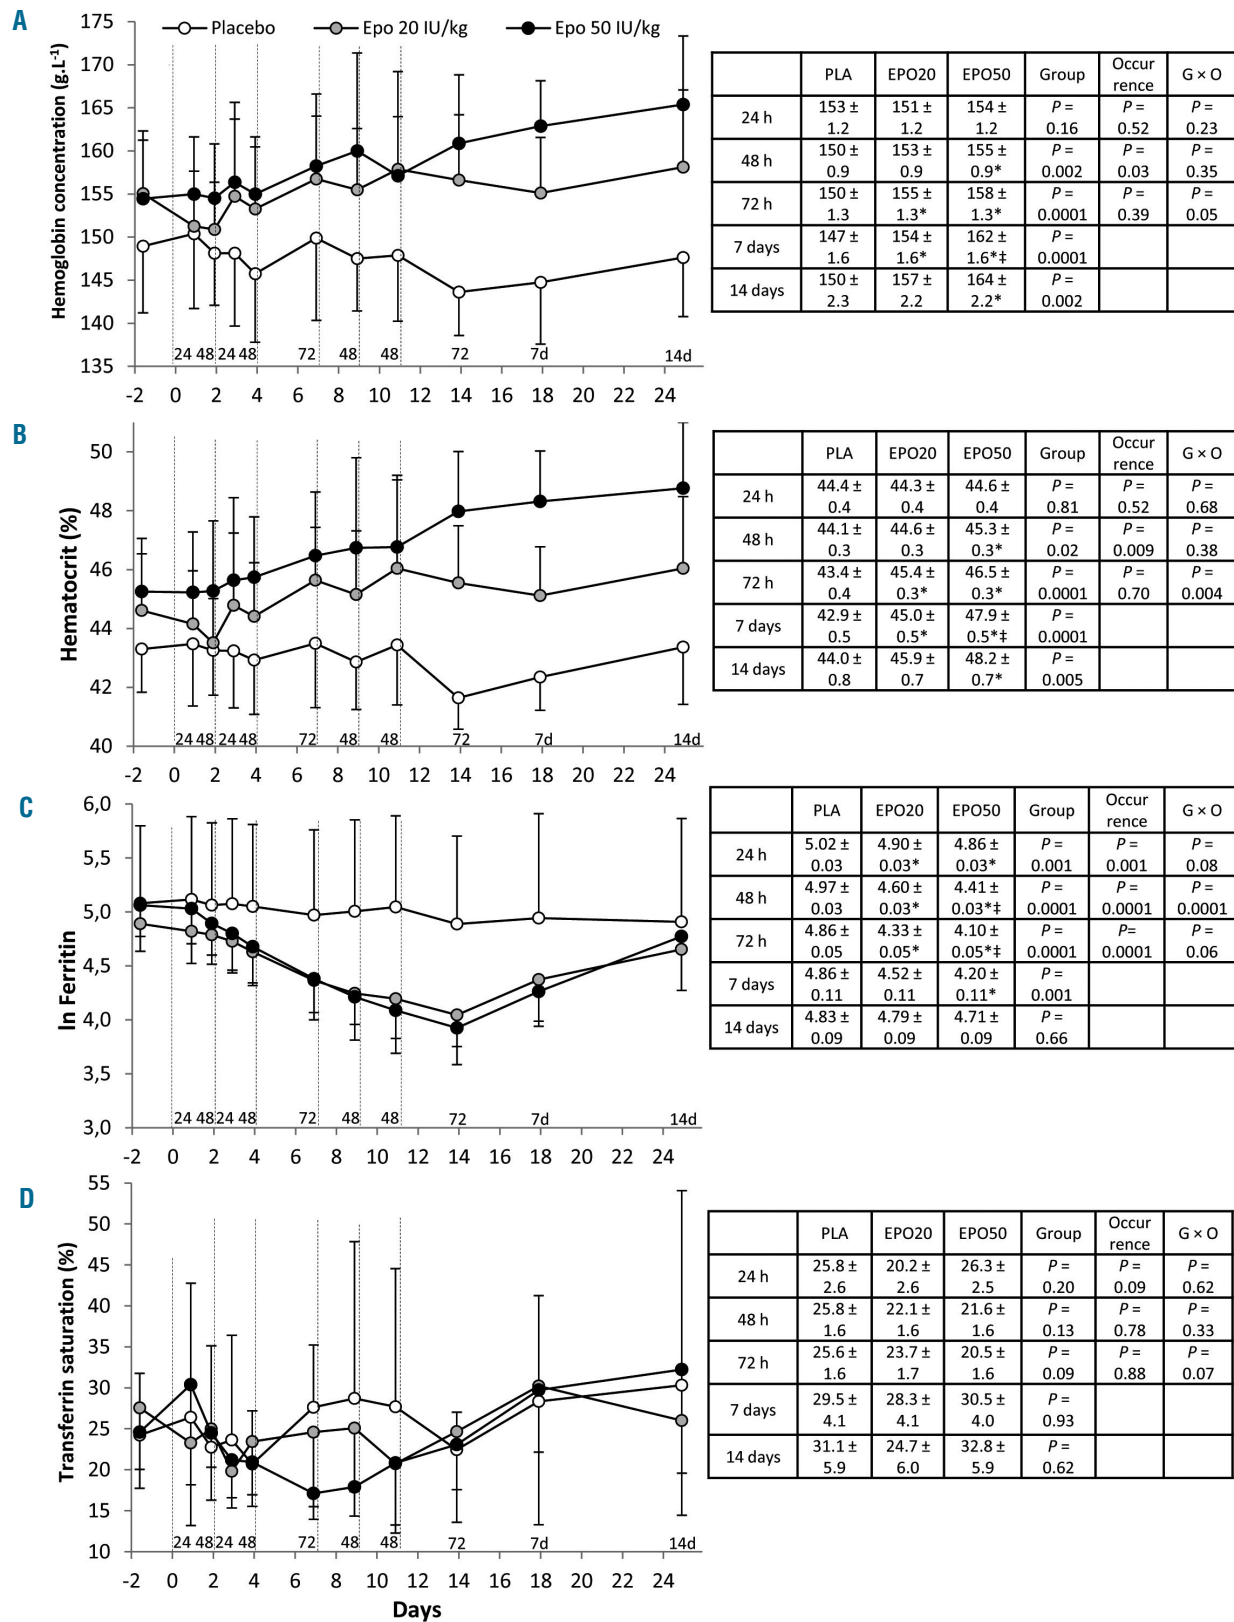 A
Placebo
Epo 20 IU/kg
Epo 50 IU/kg
Hemoglobin concentration (g.L-1)
175
170
165
160
155
150
145
140
135
24 48 24 48 72 48 48 72 7d 14d
-2 0 2 4 6 8 10 12 14 16 18 20 22 24
PLA EPO20 EPO50 Group Occur G × O
rence
24 h 153 ± 151 ± 154 ± P = P = P =
1.2 1.2 1.2 0.16 0.52 0.23
48 h 150 ± 153 ± 155 ± P = P = P =
0.9 0.9 0.9* 0.002 0.03 0.35
72 h 150 ± 155 ± 158 ± P = P = P =
1.3 1.3* 1.3* 0.0001 0.39 0.05
7 days 147 ± 154 ± 162 ± P =
1.6 1.6* 1.6*‡ 0.0001
14 days 150 ± 157 ± 164 ± P =
2.3 2.2 2.2* 0.002
B
Hematocrit (%)
50
48
46
44
42
40
24 48 24 48 72 48 48 72 7d 14d
-2 0 2 4 6 8 10 12 14 16 18 20 22 24
PLA EPO20 EPO50 Group Occur G × O
rence
24 h 44.4 ± 44.3 ± 44.6 ± P = P = P =
0.4 0.4 0.4 0.81 0.52 0.68
48 h 44.1 ± 44.6 ± 45.3 ± P = P = P =
0.3 0.3 0.3* 0.02 0.009 0.38
72 h 43.4 ± 45.4 ± 46.5 ± P = P = P =
0.4 0.3* 0.3* 0.0001 0.70 0.004
7 days 42.9 ± 45.0 ± 47.9 ± P =
0.5 0.5* 0.5*‡ 0.0001
14 days 44.0 ± 45.9 ± 48.2 ± P =
0.8 0.7 0.7* 0.005
C
ln Ferritin
6,0
5,5
5,0
4,5
4,0
3,5
3,0
24 48 24 48 72 48 48 72 7d 14d
-2 0 2 4 6 8 10 12 14 16 18 20 22 24
PLA EPO20 EPO50 Group Occur G × O
rence
24 h 5.02 ± 4.90 ± 4.86 ± P = P = P =
0.03 0.03* 0.03* 0.001 0.001 0.08
48 h 4.97 ± 4.60 ± 4.41 ± P = P = P =
0.03 0.03* 0.03*‡ 0.0001 0.0001 0.0001
72 h 4.86 ± 4.33 ± 4.10 ± P = P= P =
0.05 0.05* 0.05*‡ 0.0001 0.0001 0.06
7 days 4.86 ± 4.52 ± 4.20 ± P =
0.11 0.11 0.11* 0.001
14 days 4.83 ± 4.79 ± 4.71 ± P =
0.09 0.09 0.09 0.66
D
Transferrin saturation (%)
55
50
45
40
35
30
25
20
15
10
24 48 24 48 72 48 48 72 7d 14d
-2 0 2 4 6 8 10 12 14 16 18 20 22 24
Days
PLA EPO20 EPO50 Group Occur G × O
rence
24 h 25.8 ± 20.2 ± 26.3 ± P = P = P =
2.6 2.6 2.5 0.20 0.09 0.62
48 h 25.8 ± 22.1 ± 21.6 ± P = P = P =
1.6 1.6 1.6 0.13 0.78 0.33
72 h 25.6 ± 23.7 ± 20.5 ± P = P = P =
1.6 1.7 1.6 0.09 0.88 0.07
7 days 29.5 ± 28.3 ± 30.5 ± P =
4.1 4.1 4.0 0.93
14 days 31.1 ± 24.7 ± 32.8 ± P =
5.9 6.0 5.9 0.62